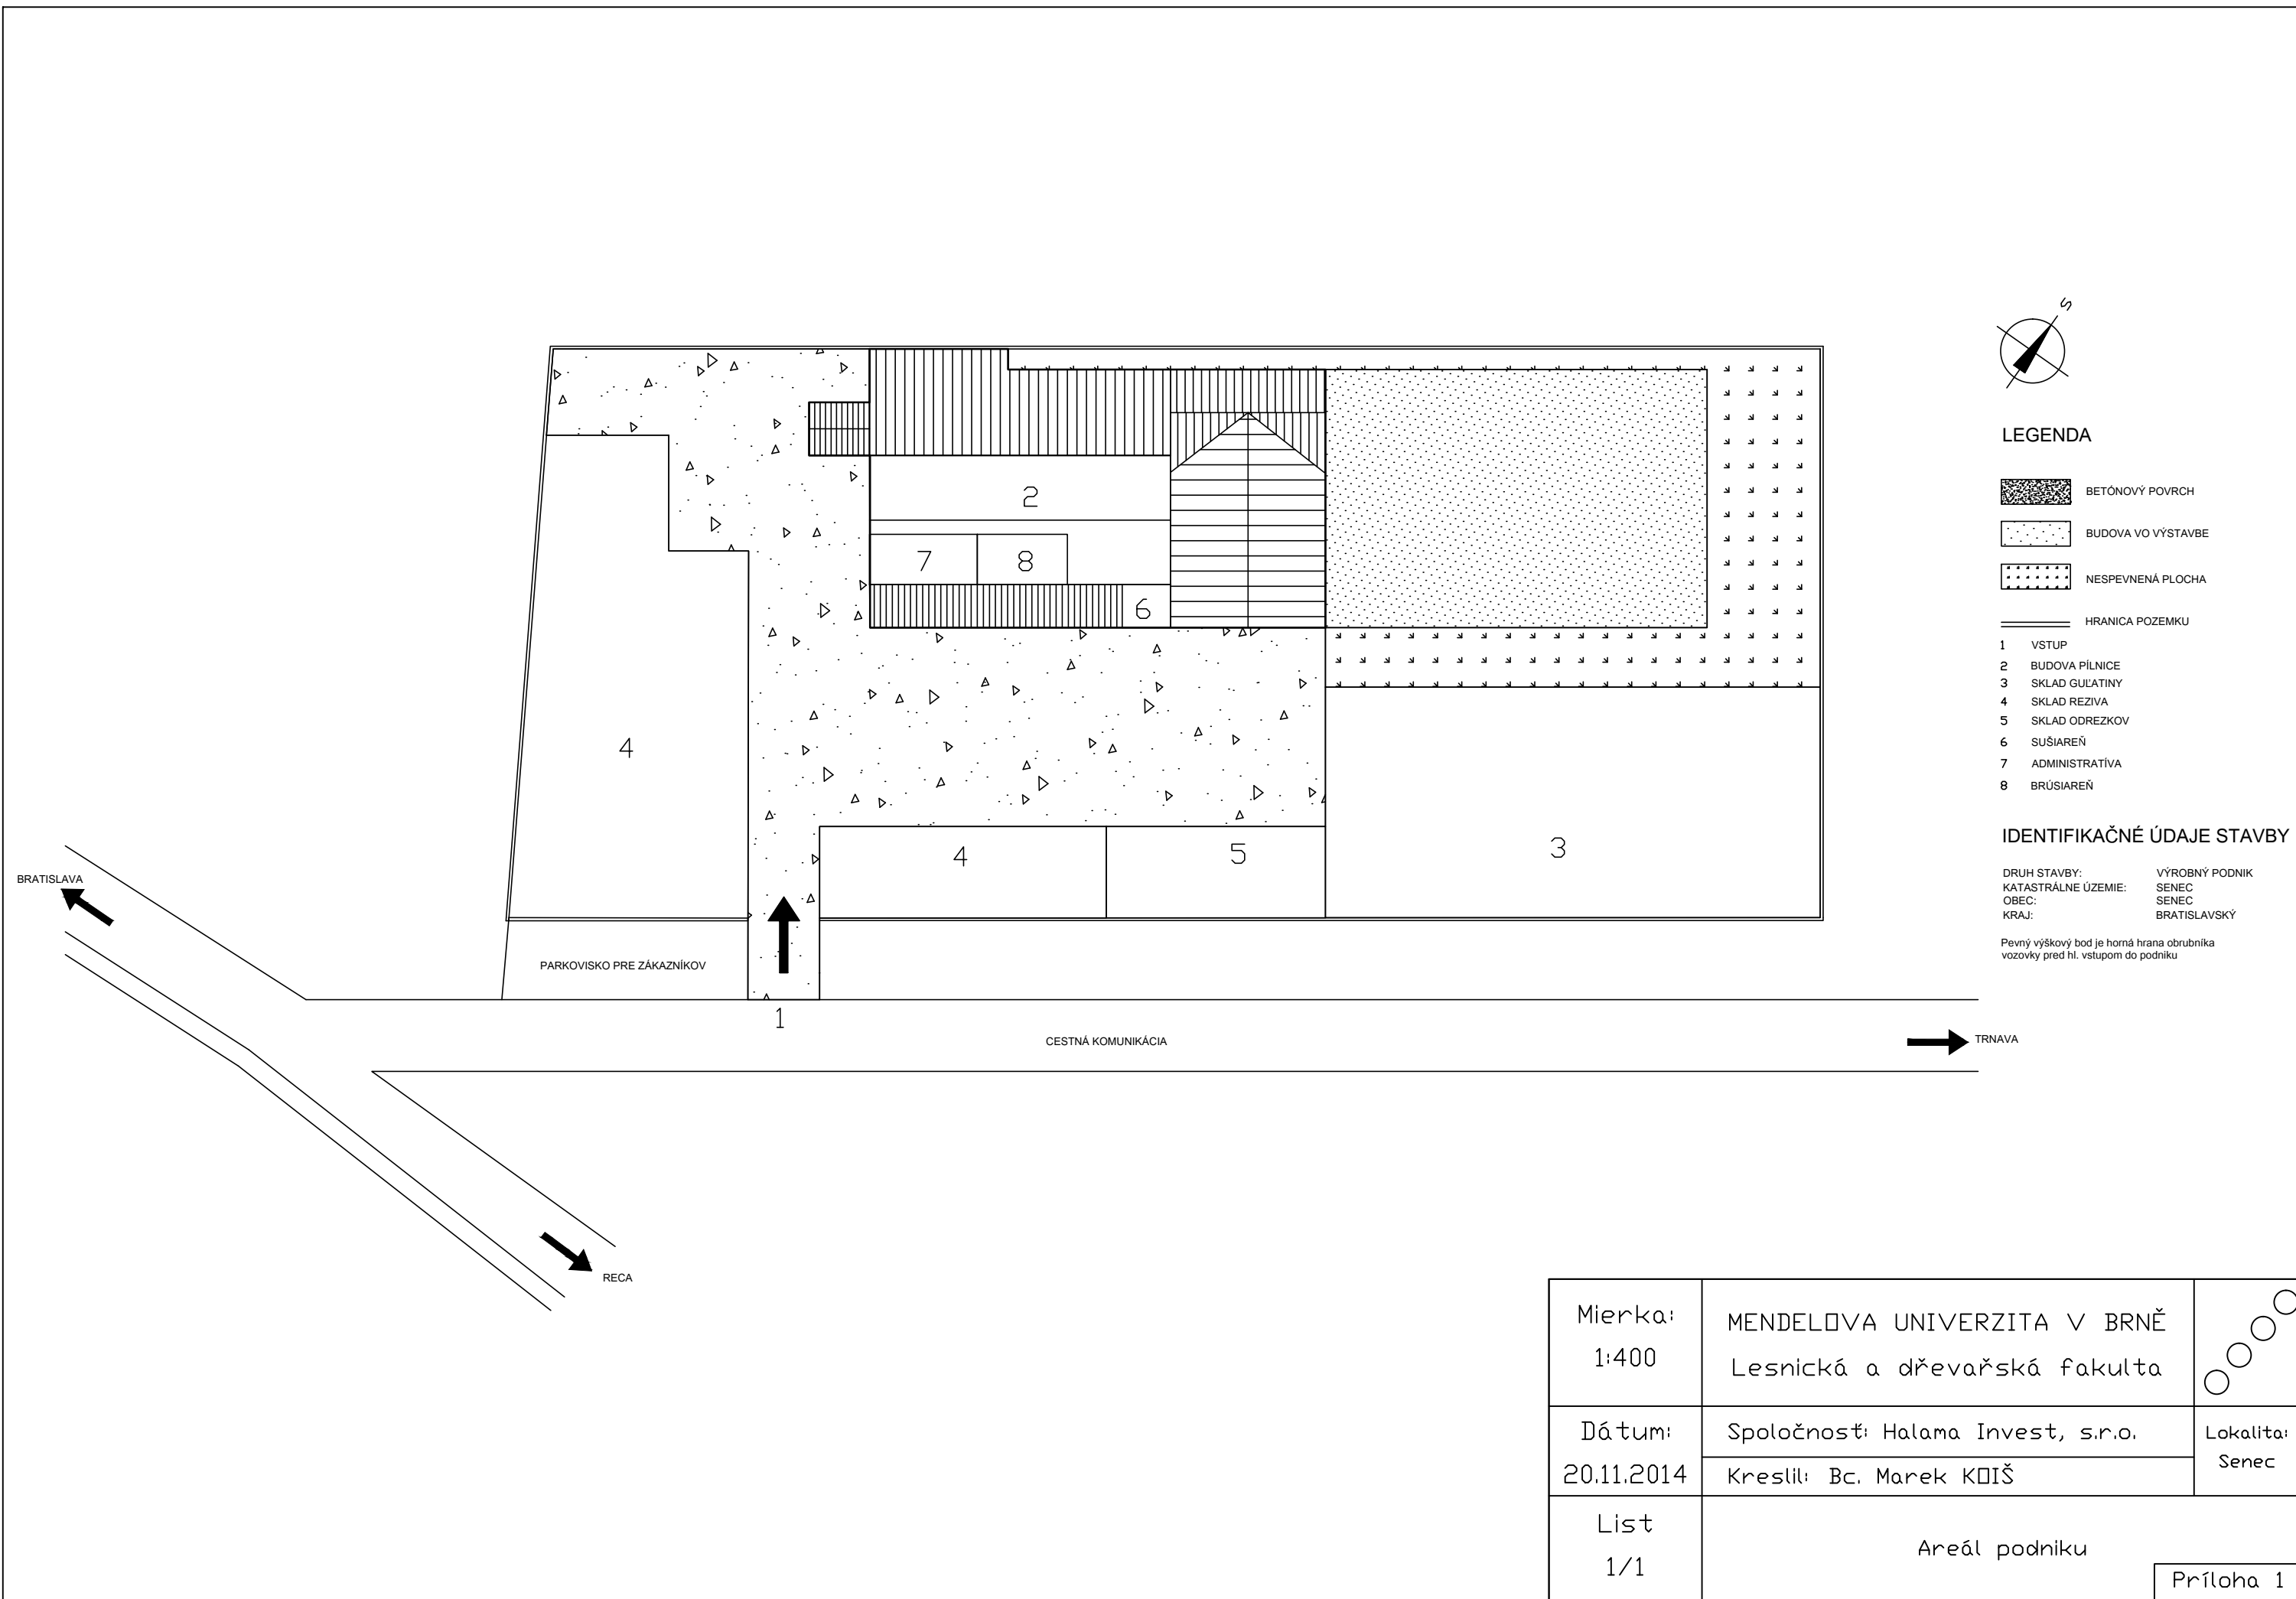 S
LEGENDA
BETÓNOVÝ POVRCH
BUDOVA VO VÝSTAVBE
NESPEVNENÁ PLOCHA
HRANICA POZEMKU
1 VSTUP
2 BUDOVA PÍLNICE
3 SKLAD GUĽATINY
4 SKLAD REZIVA
5 SKLAD ODREZKOV
6 SUŠIAREŇ
7 ADMINISTRATÍVA
8 BRÚSIAREŇ
IDENTIFIKAČNÉ ÚDAJE STAVBY
DRUH STAVBY: VÝROBNÝ PODNIK
KATASTRÁLNE ÚZEMIE: SENEC
OBEC: SENEC
KRAJ: BRATISLAVSKÝ
Pevný výškový bod je horná hrana obrubníka
vozovky pred hl. vstupom do podniku
2
7 8
6
4
4 5 3
BRATISLAVA
PARKOVISKO PRE ZÁKAZNÍKOV
1
CESTNÁ KOMUNIKÁCIA
TRNAVA
RECA
Mierka:
1:400
MENDELOVA UNIVERZITA V BRNĚ
Lesnická a dřevařská fakulta
Dátum:
20.11.2014
Spoločnosť: Halama Invest, s.r.o.
Kreslil: Bc. Marek KOIŠ
Lokalita:
Senec
List
1/1
Areál podniku
Príloha 1